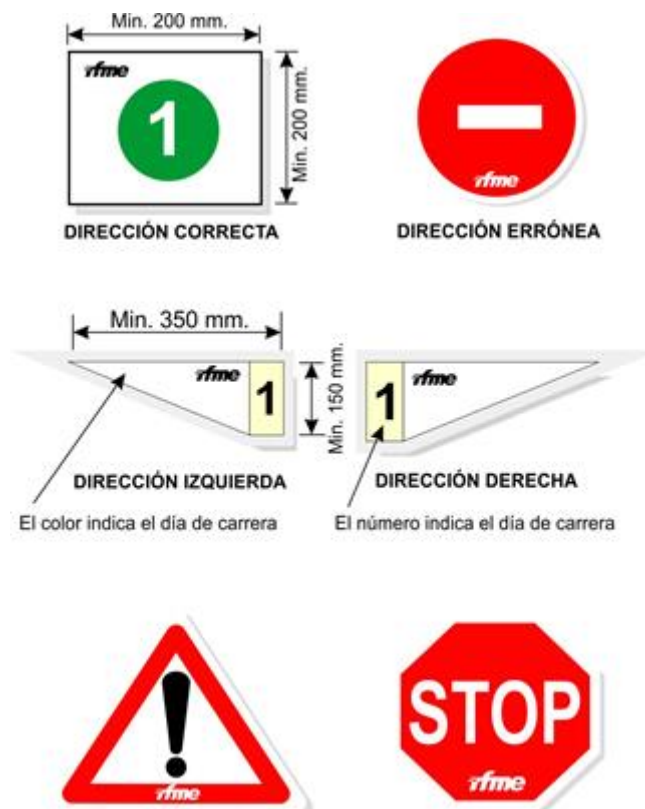 Min. 200 mm.
rfme
1
Min. 200 mm.
DIRECCIÓN CORRECTA
rfme
DIRECCIÓN ERRÓNEA
Min. 350 mm.
rfme
1
Min. 150 mm.
1
rfme
DIRECCIÓN IZQUIERDA
DIRECCIÓN DERECHA
El color indica el día de carrera
El número indica el día de carrera
!
rfme
STOP
rfme